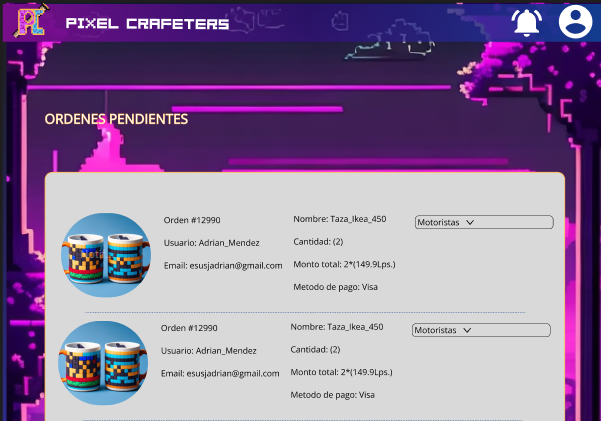 PIXEL CRAFETERS
ORDENES PENDIENTES
Orden #12990
Usuario: Adrian_Mendez
Email: esusjadrian@gmail.com
Nombre: Taza_Ikea_450
Cantidad: (2)
Monto total: 2*(149.9Lps.)
Metodo de pago: Visa
Motoristas
Orden #12990
Usuario: Adrian_Mendez
Email: esusjadrian@gmail.com
Nombre: Taza_Ikea_450
Cantidad: (2)
Monto total: 2*(149.9Lps.)
Metodo de pago: Visa
Motoristas